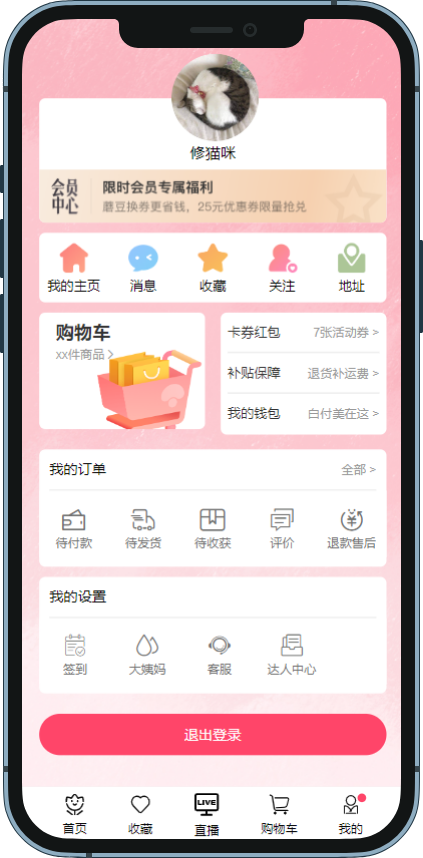 修猫咪
会员
中心
限时会员专属福利
蘑豆换券更省钱，25元优惠券限量抢兑
我的主页 消息 收藏 关注 地址
购物车
xx件商品 >
卡券红包 7张活动券 >
补贴保障 退货补运费 >
我的钱包 白付美在这 >
我的订单 全部 >
待付款 待发货 待收获 评价 退款售后
我的设置
签到 大姨妈 客服 达人中心
退出登录
LIVE
首页 收藏 直播 购物车 我的